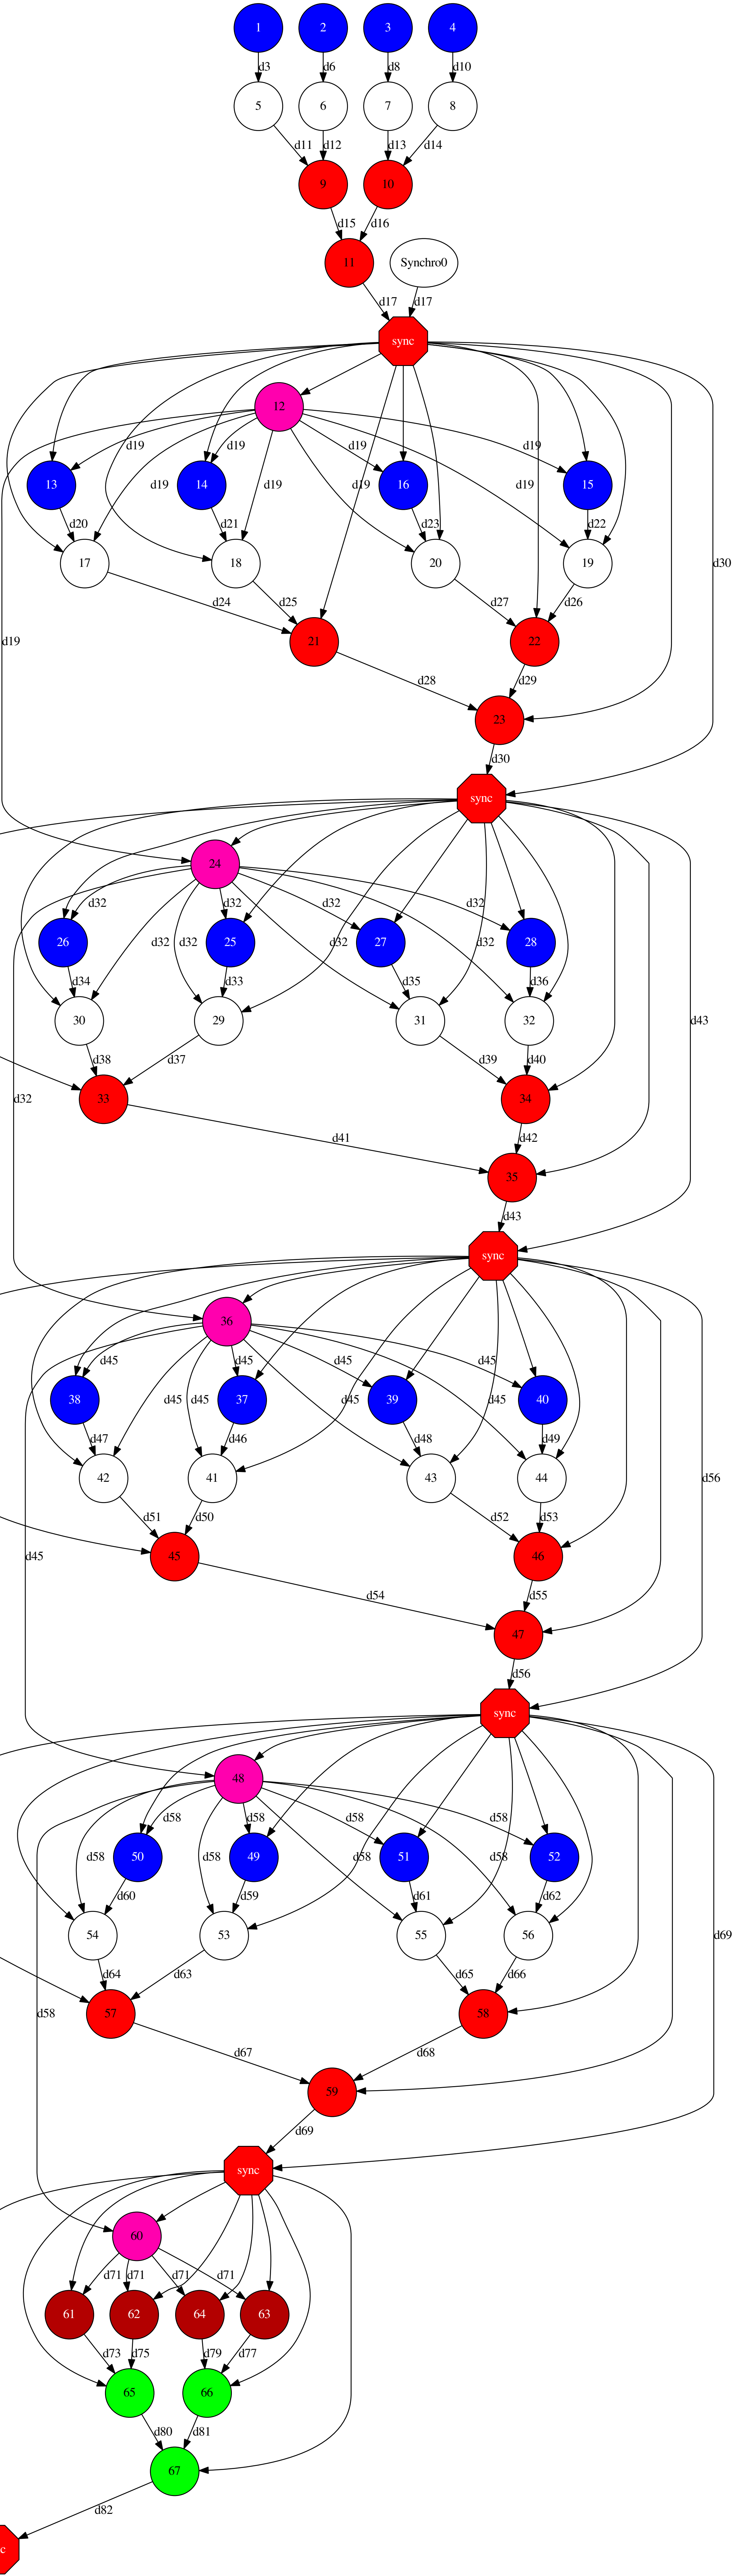 1 2 3 4
d3 d6 d8 d10
5 6 7 8
d11 d12 d13 d14
9 10
d15 d16
11 Synchro0
d17 d17
sync
12
d19 d19 d19 d19
13 14 16 15
d19 d19 d19 d19
d20 d21 d23 d22
17 18 20 19
d30
d24 d25 d27 d26
d19 21 22
d28 d29
23
d30
sync
24
d32 d32 d32 d32
26 25 27 28
d32 d32 d32 d32
d34 d33 d35 d36
30 29 31 32
d43
d38 d37 d39 d40
d32 33 34
d41 d42
35
d43
sync
36
d45 d45 d45 d45
38 37 39 40
d45 d45 d45 d45
d47 d46 d48 d49
42 41 43 44
d56
d51 d50 d52 d53
d45 45 46
d54 d55
47
d56
sync
48
d58 d58 d58 d58
50 49 51 52
d58 d58 d58 d58
d60 d59 d61 d62
54 53 55 56
d69
d64 d63 d65 d66
d58 57 58
d67 d68
59
d69
sync
60
d71 d71 d71 d71
61 62 64 63
d73 d75 d79 d77
65 66
d80 d81
67
d82
c